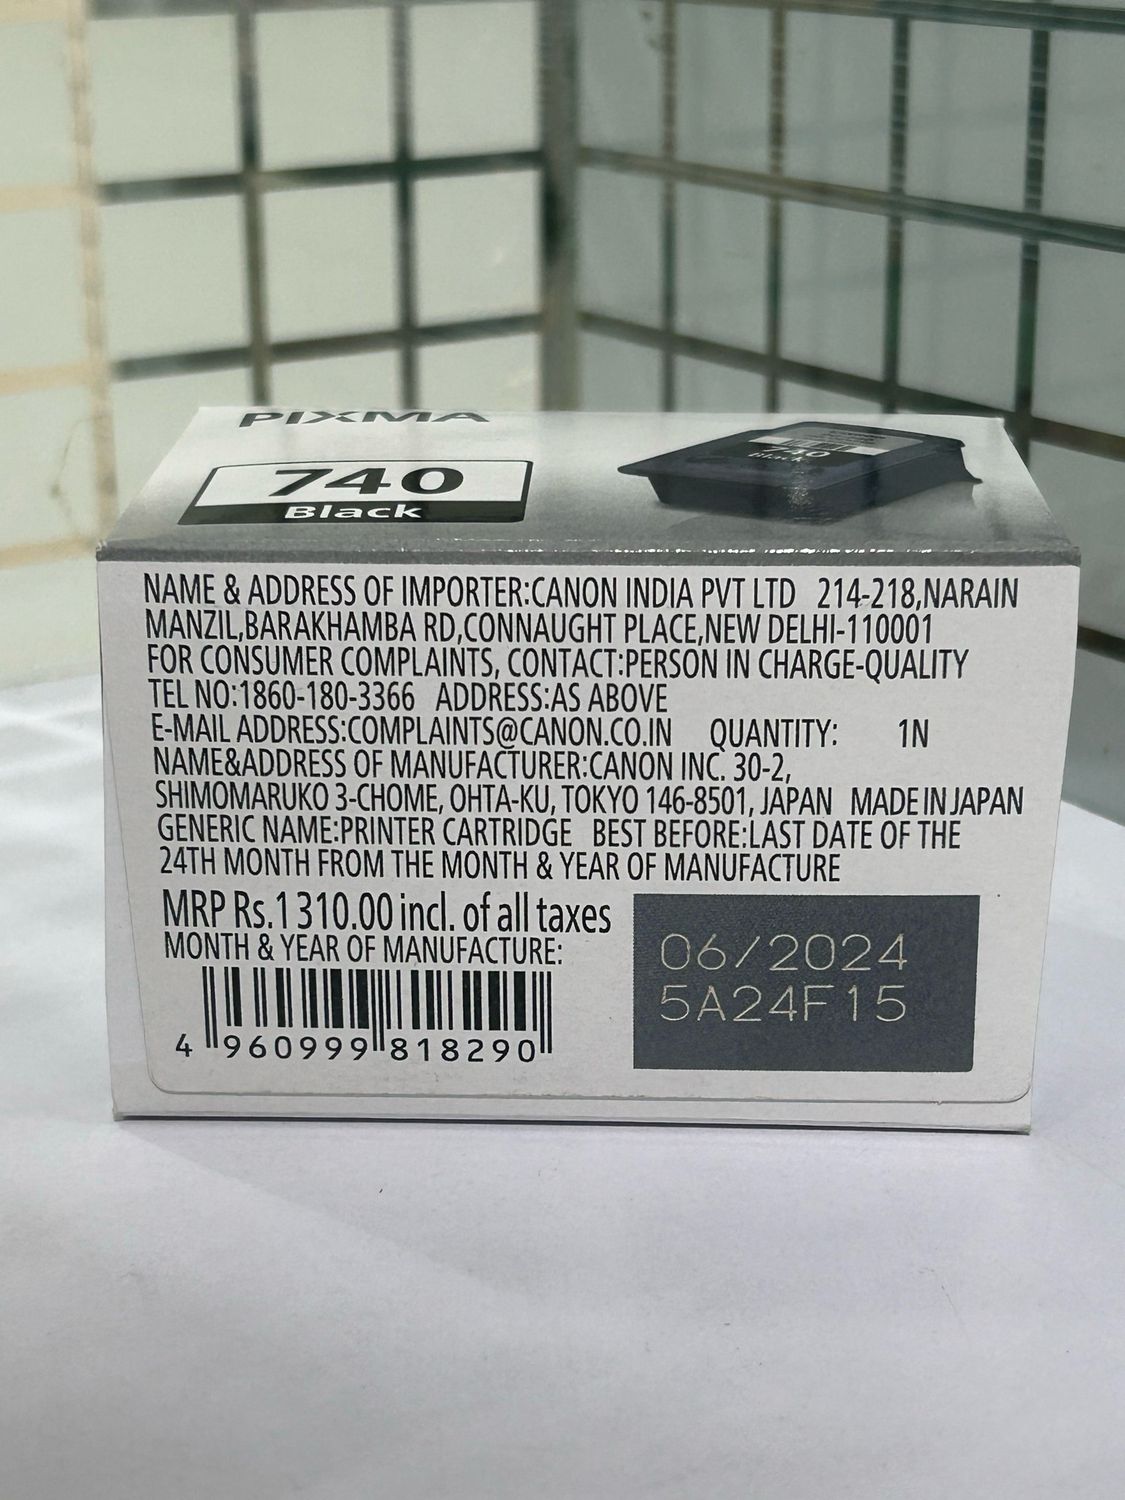 PIXMA
740
Black
740
Black
NAME & ADDRESS OF IMPORTER:CANON INDIA PVT LTD 214-218,NARAIN
MANZIL,BARAKHAMBA RD,CONNAUGHT PLACE,NEW DELHI-110001
FOR CONSUMER COMPLAINTS, CONTACT:PERSON IN CHARGE-QUALITY
TEL NO:1860-180-3366 ADDRESS:AS ABOVE
E-MAIL ADDRESS:COMPLAINTS@CANON.CO.IN QUANTITY: 1N
NAME&ADDRESS OF MANUFACTURER:CANON INC. 30-2,
SHIMOMARUKO 3-CHOME, OHTA-KU, TOKYO 146-8501, JAPAN MADE IN JAPAN
GENERIC NAME:PRINTER CARTRIDGE BEST BEFORE:LAST DATE OF THE
24TH MONTH FROM THE MONTH & YEAR OF MANUFACTURE
MRP Rs.1310.00 incl. of all taxes
MONTH & YEAR OF MANUFACTURE:
06/2024
5A24F15
4 960999 818290